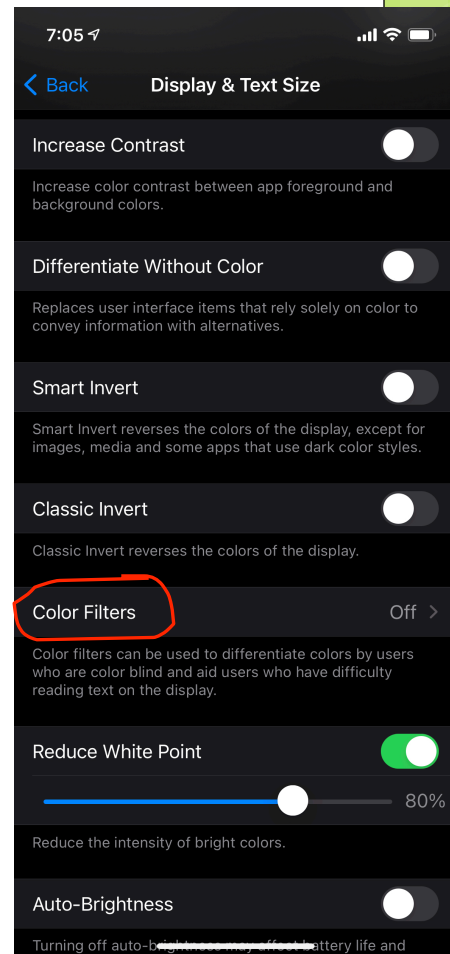 7:05
Back
Display & Text Size
Increase Contrast
Increase color contrast between app foreground and
background colors.
Differentiate Without Color
Replaces user interface items that rely solely on color to
convey information with alternatives.
Smart Invert
Smart Invert reverses the colors of the display, except for
images, media and some apps that use dark color styles.
Classic Invert
Classic Invert reverses the colors of the display.
Color Filters
Off
Color filters can be used to differentiate colors by users
who are color blind and aid users who have difficulty
reading text on the display.
Reduce White Point
80%
Reduce the intensity of bright colors.
Auto-Brightness
Turning off auto-brightness may affect battery life and